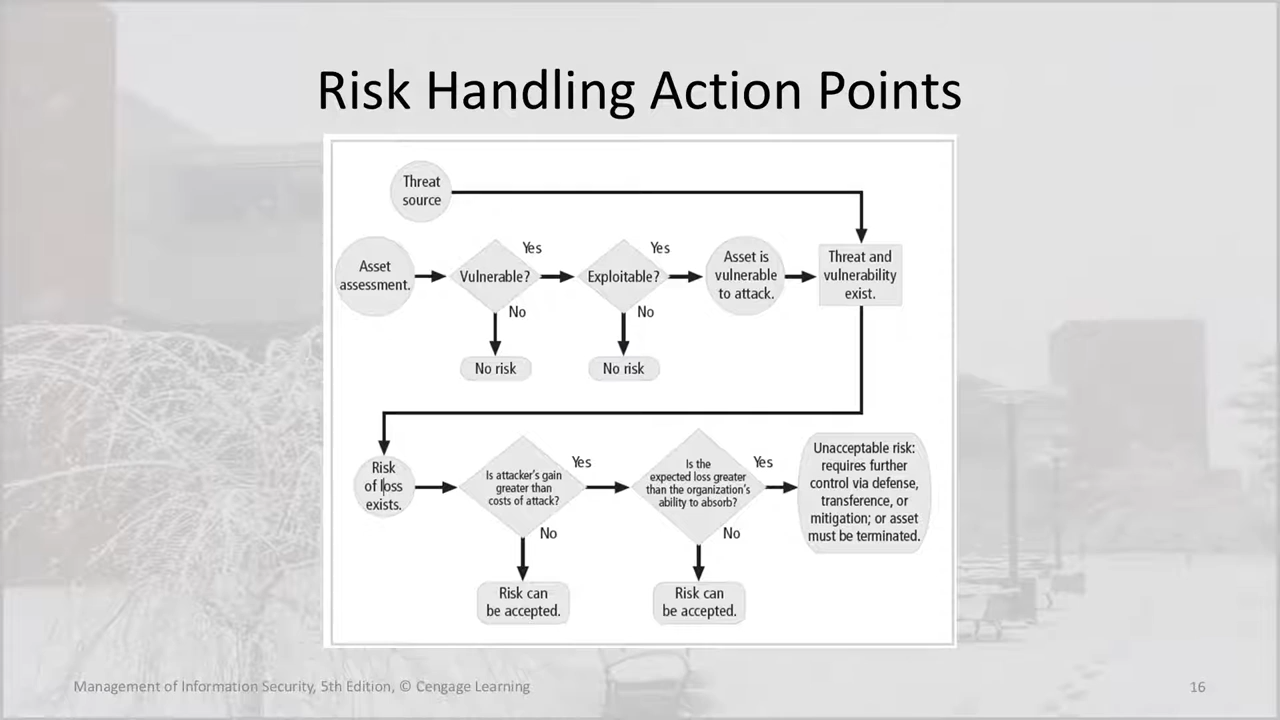 Risk Handling Action Points
Threat
source
Yes
Yes
Asset
assessment.
Vulnerable?
Exploitable?
Asset is
vulnerable
to attack.
Threat and
vulnerability
exist.
No
No
No risk
No risk
Risk
of loss
exists.
Is attacker's gain
greater than
costs of attack?
Yes
Is the
expected loss greater
than the organization's
ability to absorb?
Yes
Unacceptable risk:
requires further
control via defense,
transference, or
mitigation; or asset
must be terminated.
No
No
Risk can
be accepted.
Risk can
be accepted.
Management of Information Security, 5th Edition, © Cengage Learning
16